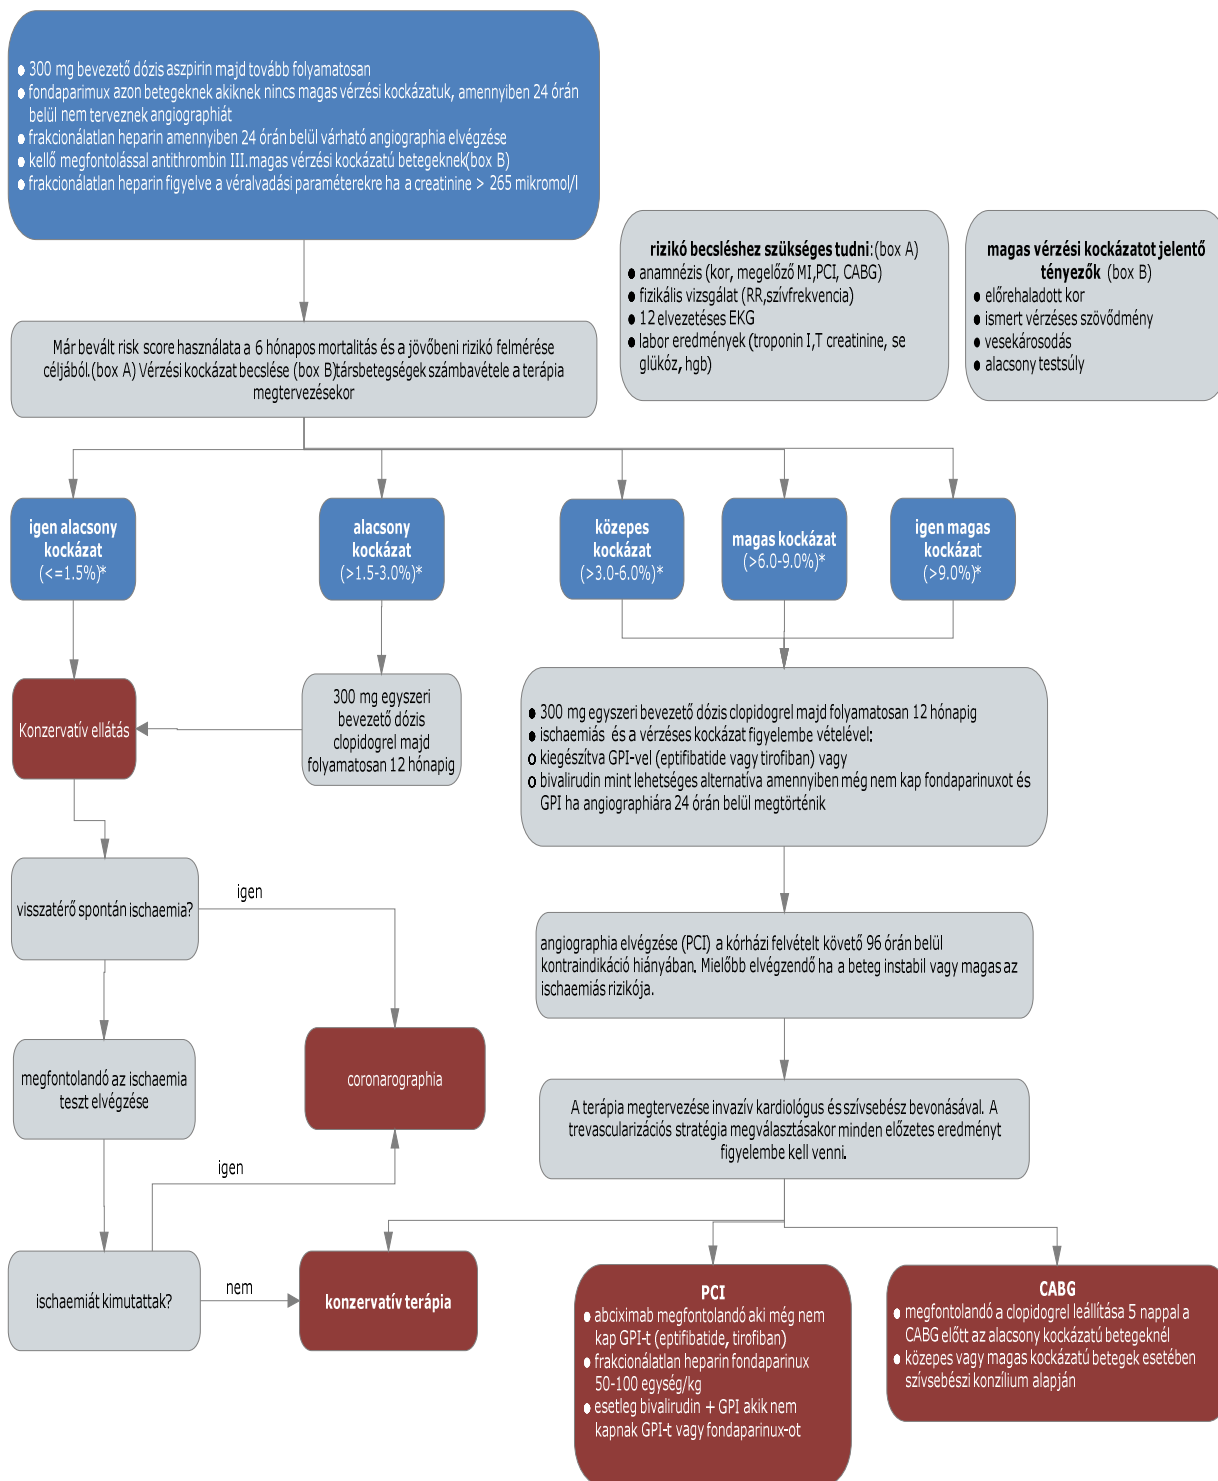 ● 300 mg bevezető dózis aszpirin majd tovább folyamatosan
● fondaparimux azon betegeknek akiknek nincs magas vérzési kockázatuk, amennyiben 24 órán
belül nem terveznek angiographiát
● frakcionálatlan heparin amennyiben 24 órán belül várható angiographia elvégzése
● kellő megfontolással antithrombin III.magas vérzési kockázatú betegeknek(box B)
● frakcionálatlan heparin figyelve a véralvadási paraméterekre ha a creatinine > 265 mikromol/l
rizikó becsléshez szükséges tudni:(box A)
● anamnézis (kor, megelőző MI,PCI, CABG)
● fizikális vizsgálat (RR,szívfrekvencia)
● 12 elvezetéses EKG
● labor eredmények (troponin I,T creatinine, se
glükóz, hgb)
magas vérzési kockázatot jelentő
tényezők (box B)
● előrehaladott kor
● ismert vérzéses szövődmény
● vesekárosodás
● alacsony testsúly
Már bevált risk score használata a 6 hónapos mortalitás és a jövőbeni rizikó felmérése
céljából.(box A) Vérzési kockázat becslése (box B)társbetegségek számbavétele a terápia
megtervezésekor
igen alacsony
kockázat
(<=1.5%)*
alacsony
kockázat
(>1.5-3.0%)*
közepes
kockázat
(>3.0-6.0%)*
magas kockázat
(>6.0-9.0%)*
igen magas
kockázat
(>9.0%)*
Konzervatív ellátás
300 mg egyszeri
bevezető dózis
clopidogrel majd
folyamatosan 12 hónapig
● 300 mg egyszeri bevezető dózis clopidogrel majd folyamatosan 12 hónapig
● ischaemiás és a vérzéses kockázat figyelembe vételével:
o kiegészítva GPI-vel (eptifibatide vagy tirofiban) vagy
o bivalirudin mint lehetséges alternatíva amennyiben még nem kap fondaparinuxot és
GPI ha angiographiára 24 órán belül megtörténik
visszatérő spontán ischaemia?
igen
angiographia elvégzése (PCI) a kórházi felvételt követő 96 órán belül
kontraindikáció hiányában. Mielőbb elvégzendő ha a beteg instabil vagy magas az
ischaemiás rizikója.
megfontolandó az ischaemia
teszt elvégzése
coronarographia
A terápia megtervezése invazív kardiológus és szívsebész bevonásával. A
trevascularizációs stratégia megválasztásakor minden előzetes eredményt
figyelembe kell venni.
igen
ischaemiát kimutattak?
nem
konzervatív terápia
PCI
● abciximab megfontolandó aki még nem
kap GPI-t (eptifibatide, tirofiban)
● frakcionálatlan heparin fondaparinux
50-100 egység/kg
● esetleg bivalirudin + GPI akik nem
kapnak GPI-t vagy fondaparinux-ot
CABG
● megfontolandó a clopidogrel leállítása 5 nappal a
CABG előtt az alacsony kockázatú betegeknél
● közepes vagy magas kockázatú betegek esetében
szívsebészi konzílium alapján